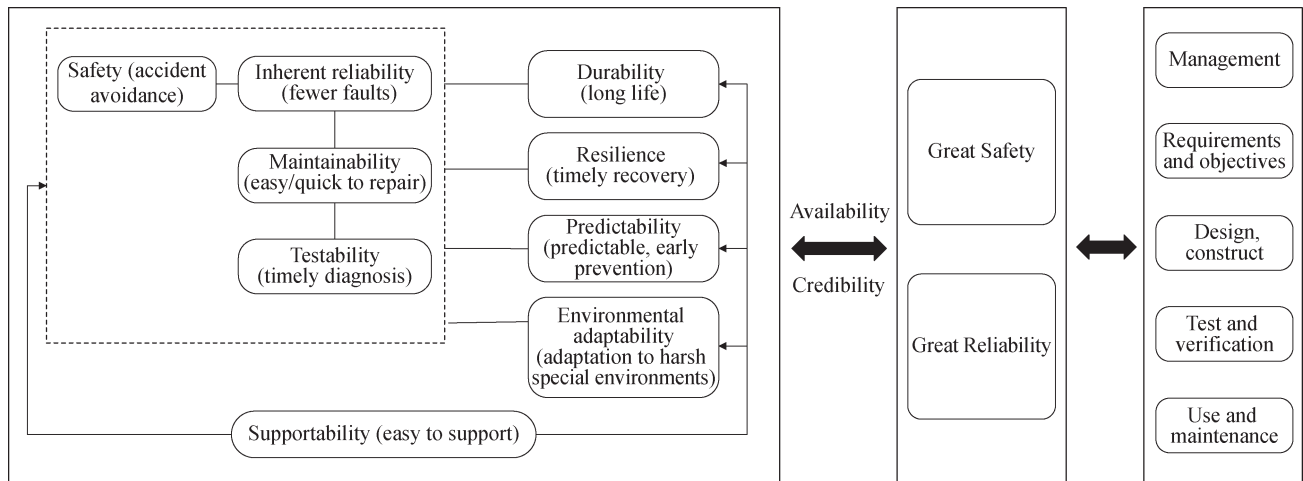 Safety (accident
avoidance)
Inherent reliability
(fewer faults)
Maintainability
(easy/quick to repair)
Testability
(timely diagnosis)
Durability
(long life)
Resilience
(timely recovery)
Predictability
(predictable, early
prevention)
Environmental
adaptability
(adaptation to harsh
special environments)
Supportability (easy to support)
Availability
Credibility
Great Safety
Great Reliability
Management
Requirements
and objectives
Design,
construct
Test and
verification
Use and
maintenance